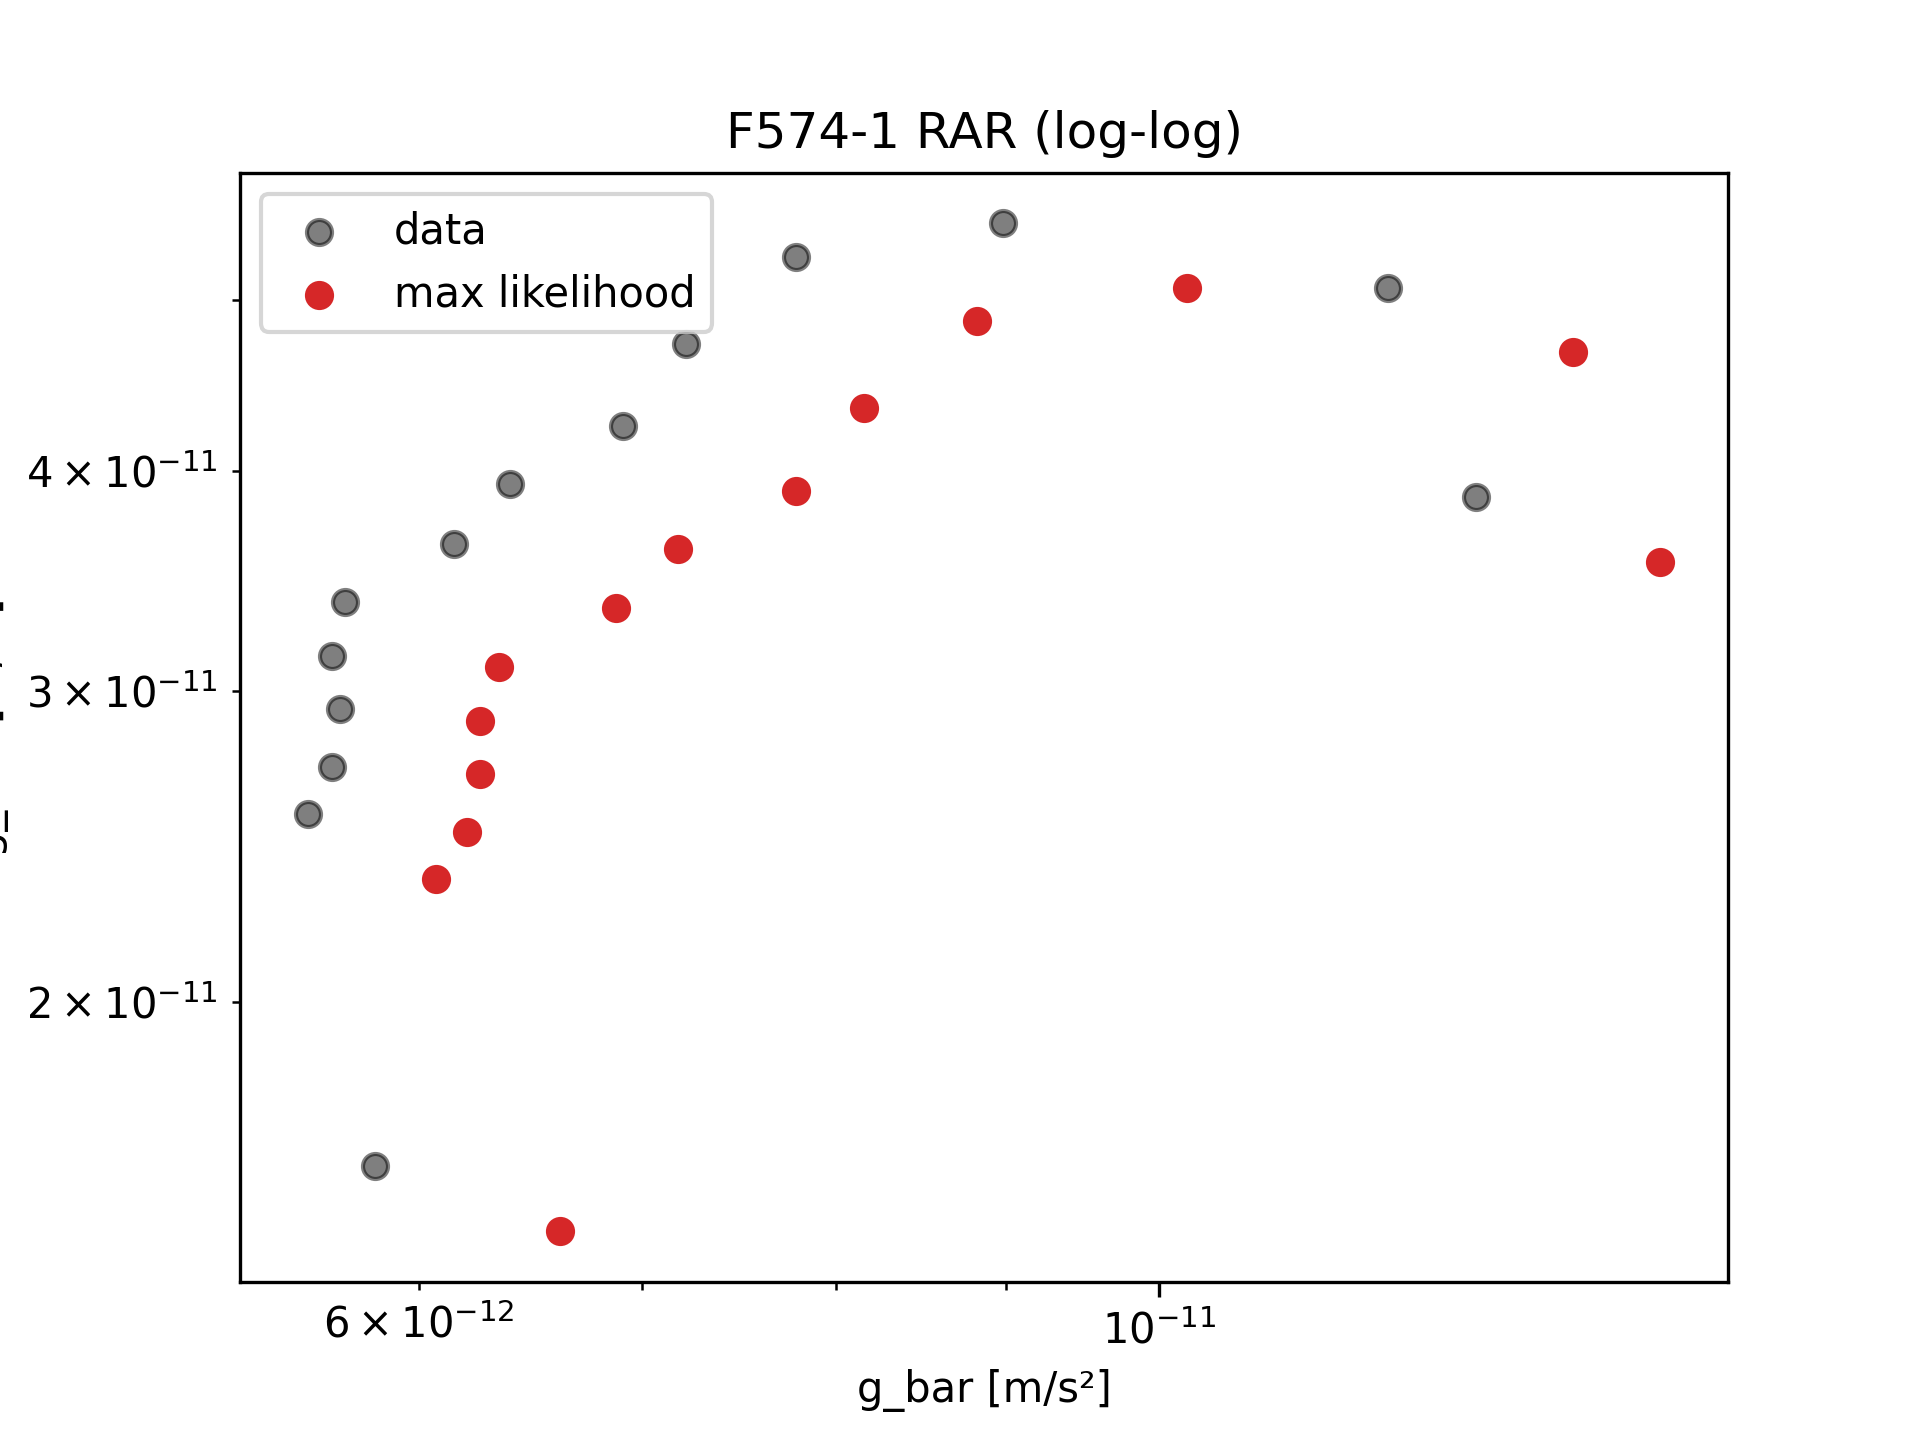 F574-1 RAR (log-log)
data
max likelihood
4 × 10⁻¹¹
3 × 10⁻¹¹
2 × 10⁻¹¹
6 × 10⁻¹²
10⁻¹¹
g_bar [m/s²]